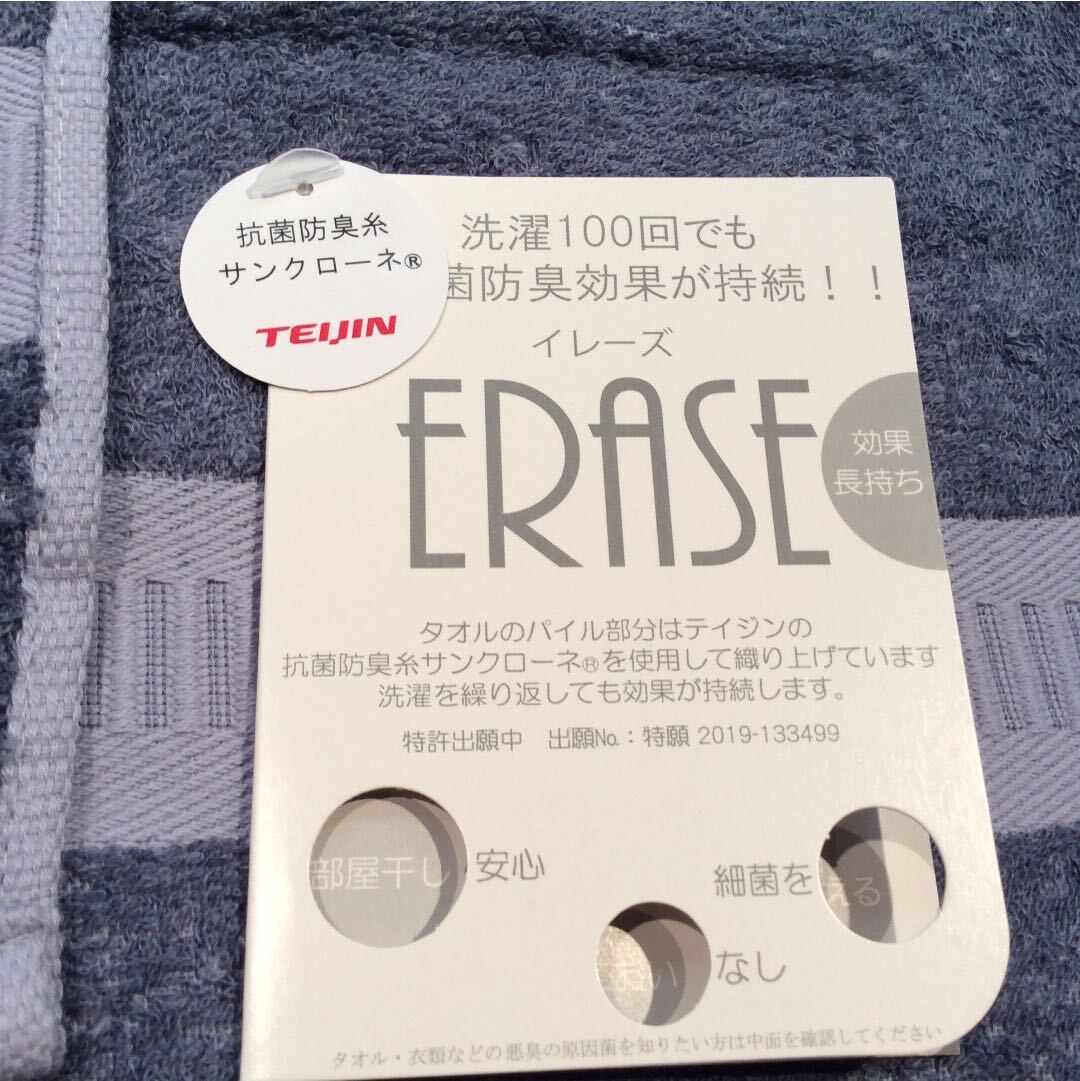 抗菌防臭糸
サンクローネ®
TEIJIN
洗濯100回でも
菌防臭効果が持続！！
イレーズ
ERASE
効果
長持ち
タオルのパイル部分はテイジンの
抗菌防臭糸サンクローネ®を使用して織り上げています
洗濯を繰り返しても効果が持続します。
特許出願中 出願No.：特願 2019-133499
部屋干し 安心
細菌を える
おい なし
タオル・衣類などの悪臭の原因菌を知りたい方は中面を確認してください